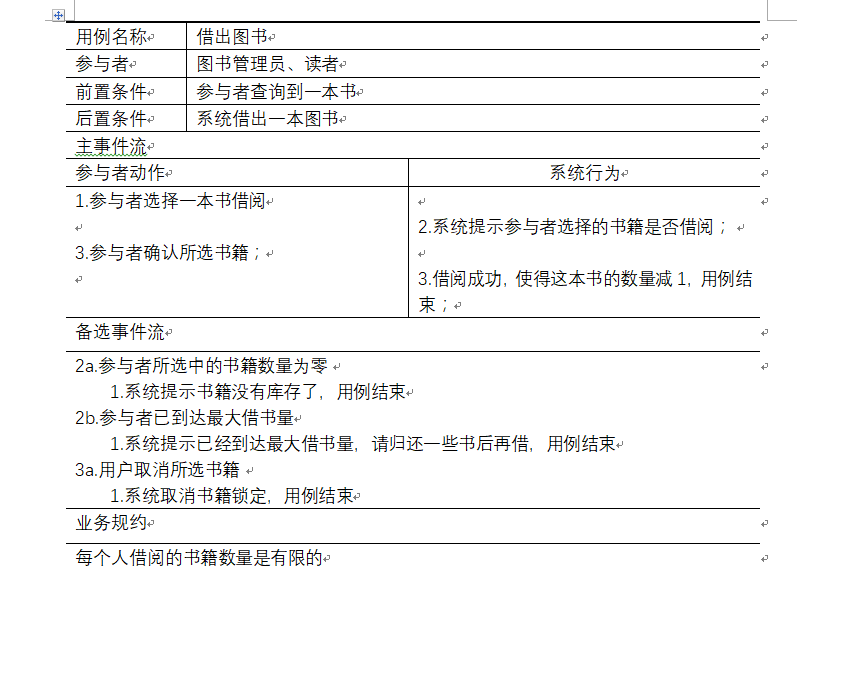 用例名称
借出图书
参与者
图书管理员、读者
前置条件
参与者查询到一本书
后置条件
系统借出一本图书
主事件流
参与者动作
系统行为
1.参与者选择一本书借阅
2.系统提示参与者选择的书籍是否借阅；
3.参与者确认所选书籍；
3.借阅成功，使得这本书的数量减1，用例结
束；
备选事件流
2a.参与者所选中的书籍数量为零
1.系统提示书籍没有库存了，用例结束
2b.参与者已到达最大借书量
1.系统提示已经到达最大借书量，请归还一些书后再借，用例结束
3a.用户取消所选书籍
1.系统取消书籍锁定，用例结束
业务规约
每个人借阅的书籍数量是有限的